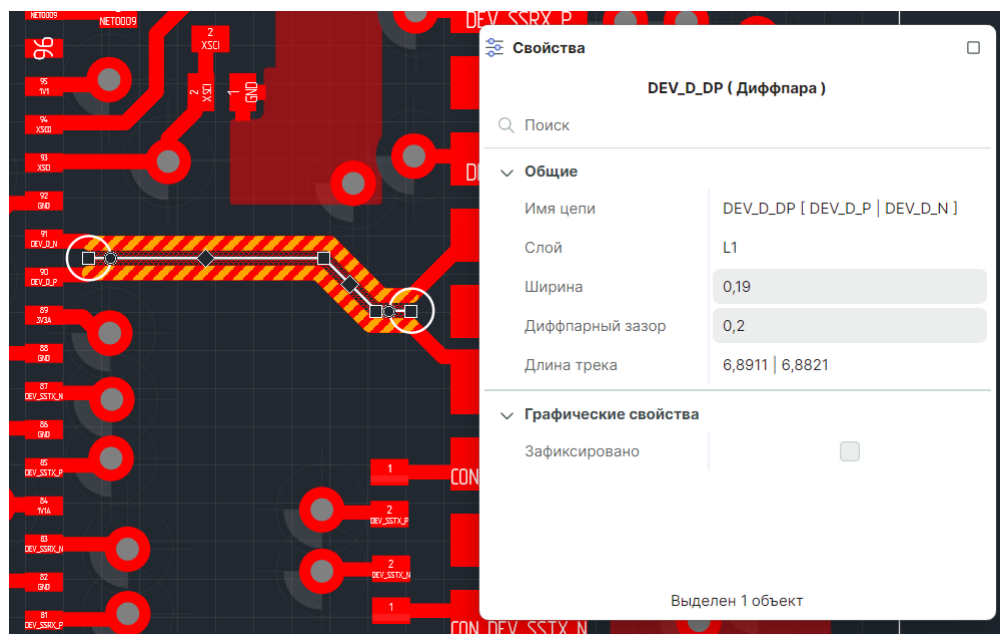 NET0009
NET0009
DEV_SSRX_P
96
2
XSCI
95
1V1
2
XSCI
1
GND
94
XSCO
93
XSCI
92
GND
91
DEV_D_N
90
DEV_D_P
89
3V3A
88
GND
87
DEV_SSTX_N
86
GND
85
DEV_SSTX_P
84
1V1A
83
DEV_SSRX_N
82
GND
81
DEV_SSRX_P
1
CON
2
DEV_SSTX_P
2
DEV_SSTX_N
1
CON_DEV_SSTX_N
Свойства
DEV_D_DP ( Диффпара )
Поиск
Общие
Имя цепи DEV_D_DP [ DEV_D_P | DEV_D_N ]
Слой L1
Ширина 0,19
Диффпарный зазор 0,2
Длина трека 6,8911 | 6,8821
Графические свойства
Зафиксировано
Выделен 1 объект